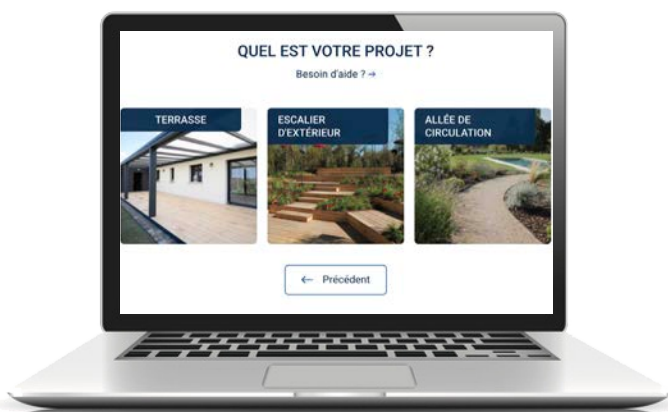 QUEL EST VOTRE PROJET ?
Besoin d'aide ? →
TERRASSE
ESCALIER
D'EXTÉRIEUR
ALLÉE DE
CIRCULATION
← Précédent